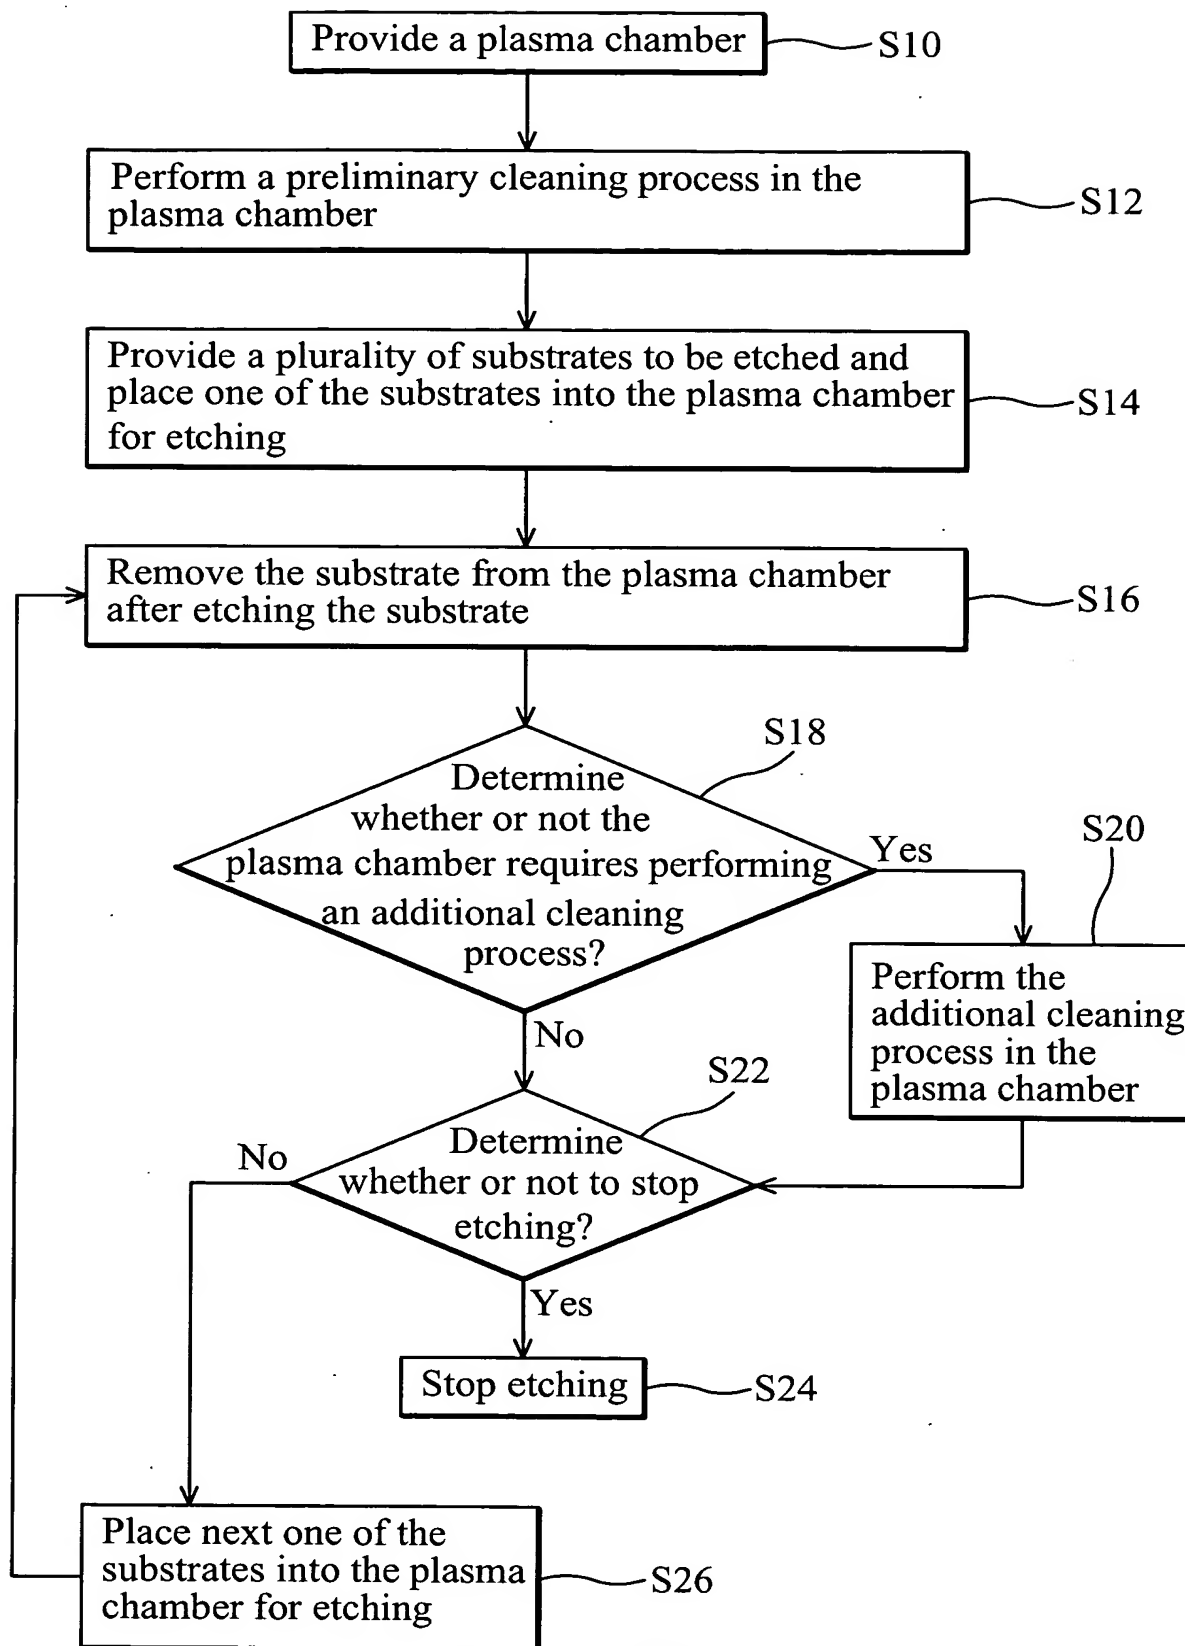 Provide a plasma chamber
S10
Perform a preliminary cleaning process in the
plasma chamber
S12
Provide a plurality of substrates to be etched and
place one of the substrates into the plasma chamber
for etching
S14
Remove the substrate from the plasma chamber
after etching the substrate
S16
S18
Determine
whether or not the
plasma chamber requires performing
an additional cleaning
process?
Yes
S20
Perform the
additional cleaning
process in the
plasma chamber
No
S22
Determine
whether or not to stop
etching?
No
Yes
Stop etching
S24
Place next one of the
substrates into the plasma
chamber for etching
S26